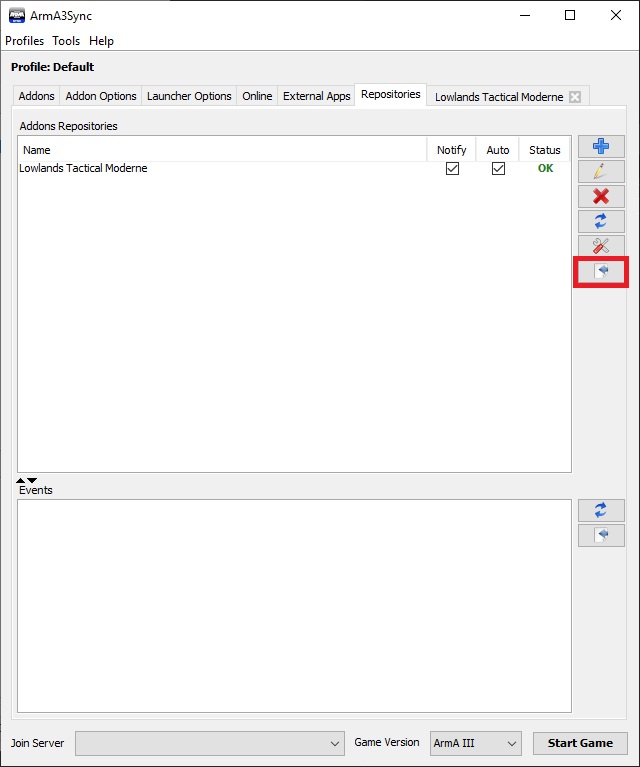 ArmA3Sync
Profiles Tools Help
Profile: Default
Addons Addon Options Launcher Options Online External Apps Repositories Lowlands Tactical Moderne
Addons Repositories
Name Notify Auto Status
Lowlands Tactical Moderne OK
Events
Join Server Game Version ArmA III Start Game